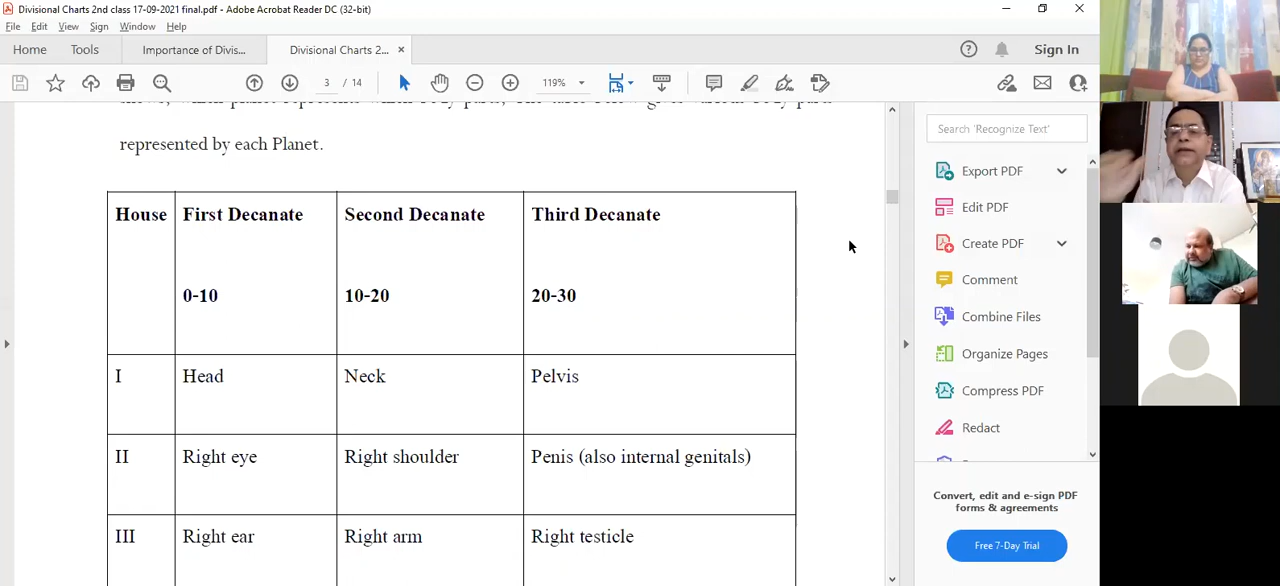 Divisional Charts 2nd class 17-09-2021 final.pdf - Adobe Acrobat Reader DC (32-bit)
File Edit View Sign Window Help
Home Tools Importance of Divis... Divisional Charts 2... × Sign In
3 / 14 119%
represented by each Planet.
House First Decanate Second Decanate Third Decanate
0-10 10-20 20-30
I Head Neck Pelvis
II Right eye Right shoulder Penis (also internal genitals)
III Right ear Right arm Right testicle
Search 'Recognize Text'
Export PDF
Edit PDF
Create PDF
Comment
Combine Files
Organize Pages
Compress PDF
Redact
Convert, edit and e-sign PDF
forms & agreements
Free 7-Day Trial